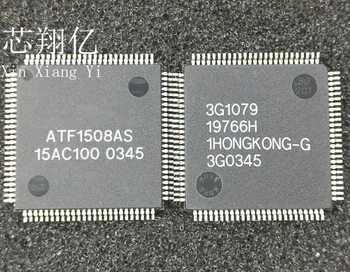 芯翔亿
Xin Xiang Yi
ATF1508AS
15AC100 0345
3G1079
19766H
1HONGKONG-G
3G0345